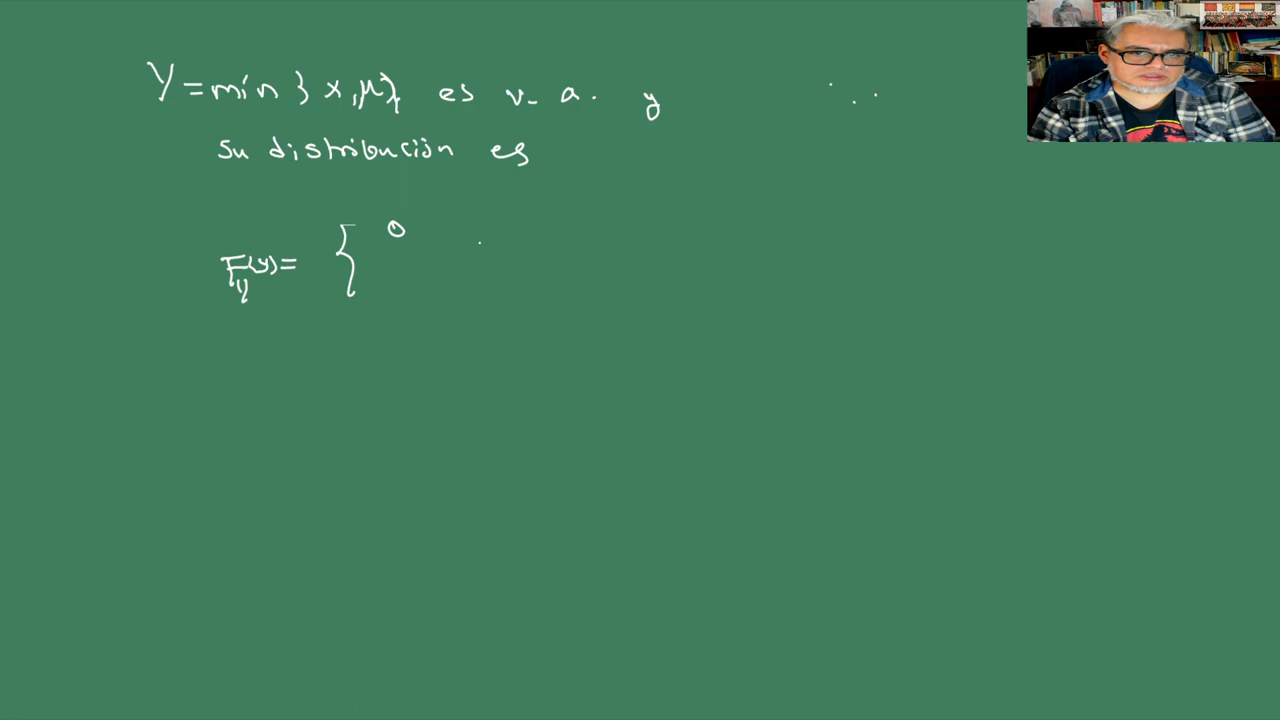 Y = mín } x, μ } es v. a. y
su distribución es
F_Y(y) = { 0